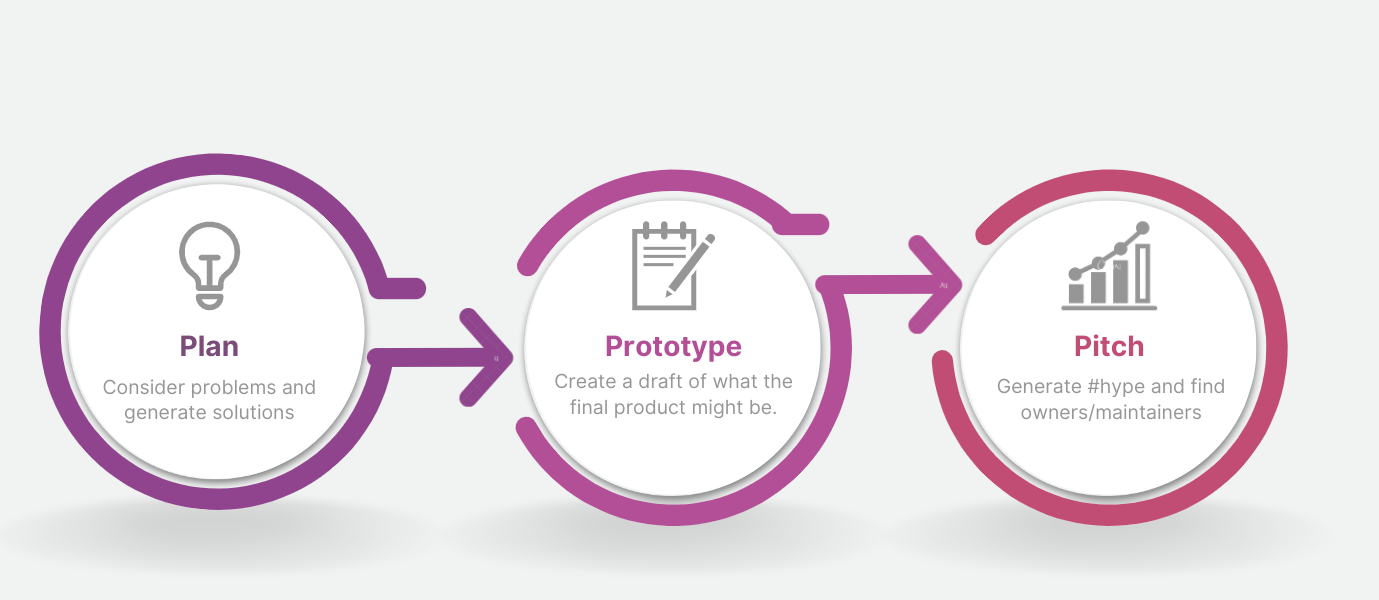 Plan
Consider problems and
generate solutions
Prototype
Create a draft of what the
final product might be.
Pitch
Generate #hype and find
owners/maintainers